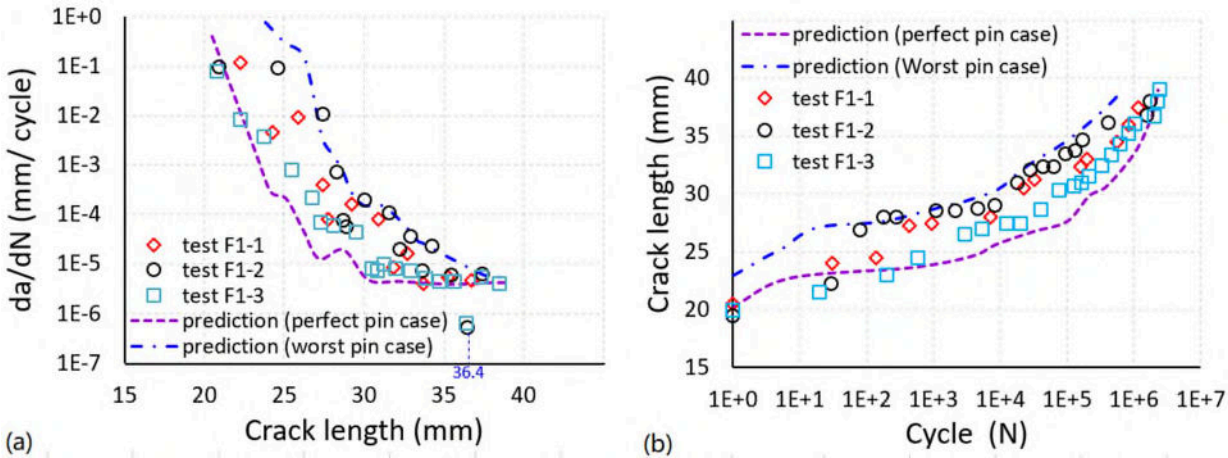 da/dN (mm/ cycle)
1E+0
1E-1
1E-2
1E-3
1E-4
1E-5
1E-6
1E-7
test F1-1
test F1-2
test F1-3
prediction (perfect pin case)
prediction (worst pin case)
36.4
15
20
25
30
35
40
Crack length (mm)
(a)
Crack length (mm)
prediction (perfect pin case)
prediction (Worst pin case)
test F1-1
test F1-2
test F1-3
40
35
30
25
20
15
1E+0
1E+1
1E+2
1E+3
1E+4
1E+5
1E+6
1E+7
Cycle (N)
(b)